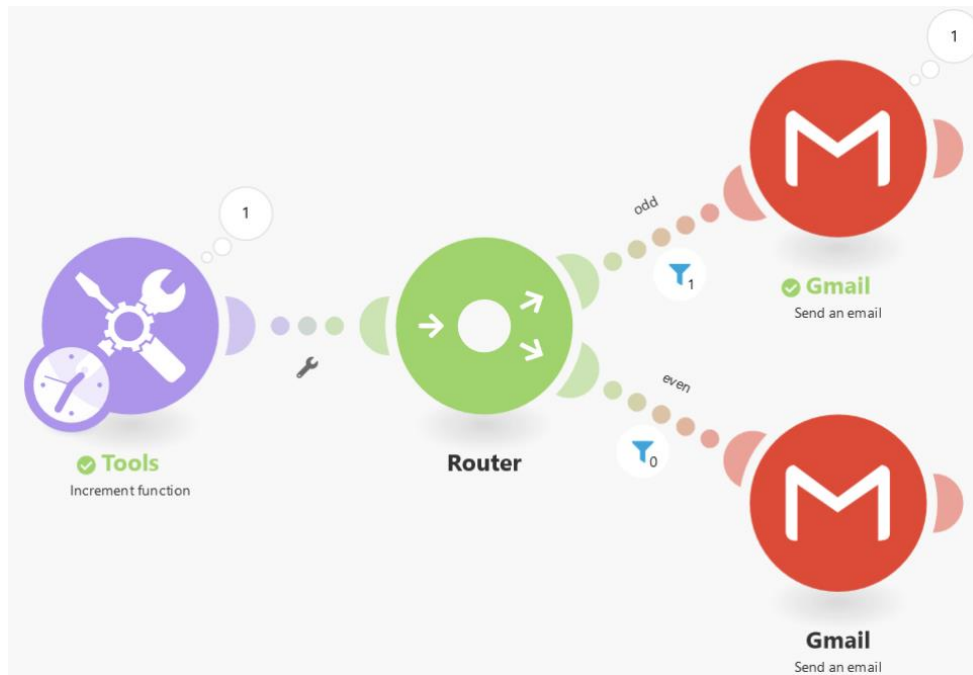 1
1
odd
1
Gmail
Send an email
even
0
Tools
Increment function
Router
Gmail
Send an email